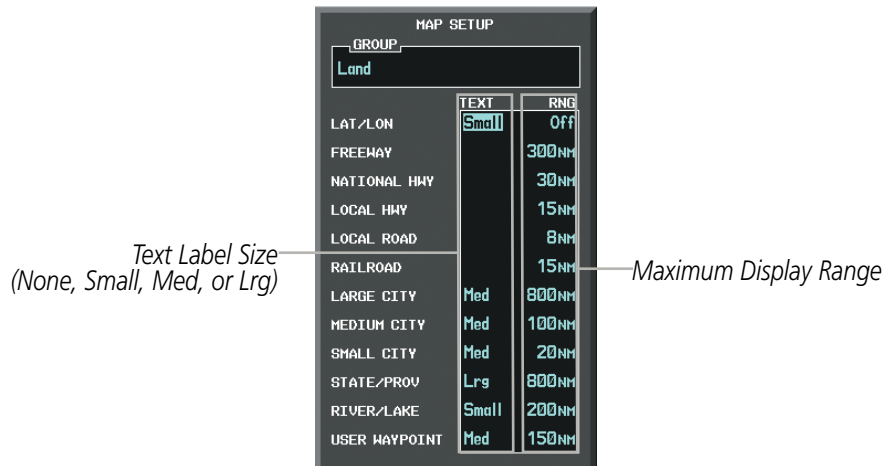 MAP SETUP
GROUP
Land
TEXT RNG
LAT/LON Small Off
FREEWAY 300NM
NATIONAL HWY 30NM
LOCAL HWY 15NM
LOCAL ROAD 8NM
RAILROAD 15NM
LARGE CITY Med 800NM
MEDIUM CITY Med 100NM
SMALL CITY Med 20NM
STATE/PROV Lrg 800NM
RIVER/LAKE Small 200NM
USER WAYPOINT Med 150NM
Text Label Size
(None, Small, Med, or Lrg)
Maximum Display Range